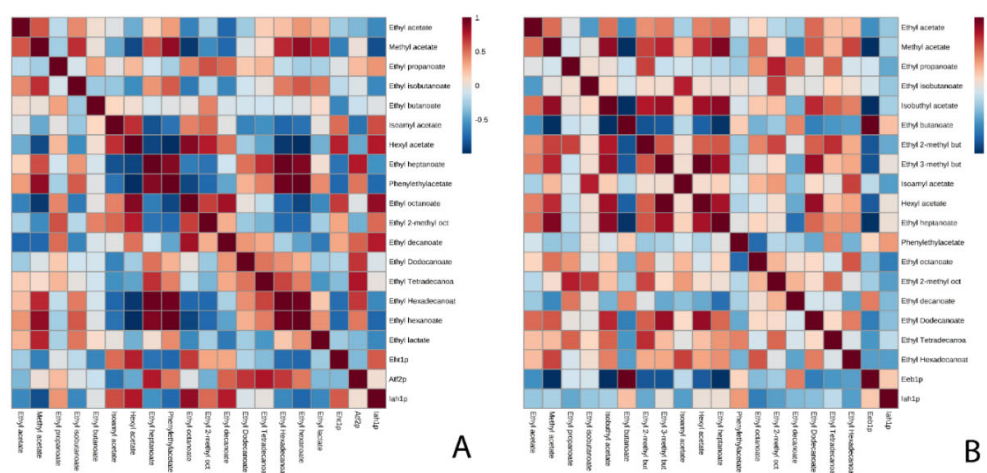 Ethyl acetate
Methyl acetate
Ethyl propanoate
Ethyl isobutanoate
Ethyl butanoate
Isoamyl acetate
Hexyl acetate
Ethyl heptanoate
Phenylethylacetate
Ethyl octanoate
Ethyl 2-methyl oct
Ethyl decanoate
Ethyl Dodecanoate
Ethyl Tetradecanoa
Ethyl Hexadecanoat
Ethyl hexanoate
Ethyl lactate
Eht1p
Atf2p
Iah1p
1
0.5
0
-0.5
Ethyl acetate
Methyl acetate
Ethyl propanoate
Ethyl isobutanoate
Ethyl butanoate
Isoamyl acetate
Hexyl acetate
Ethyl heptanoate
Phenylethylacetate
Ethyl octanoate
Ethyl 2-methyl oct
Ethyl decanoate
Ethyl Dodecanoate
Ethyl Tetradecanoa
Ethyl Hexadecanoat
Ethyl hexanoate
Ethyl lactate
Eht1p
Atf2p
Iah1p
A
Ethyl acetate
Methyl acetate
Ethyl propanoate
Ethyl isobutanoate
Isobutyl acetate
Ethyl butanoate
Ethyl 2-methyl but
Ethyl 3-methyl but
Isoamyl acetate
Hexyl acetate
Ethyl heptanoate
Phenylethylacetate
Ethyl octanoate
Ethyl 2-methyl oct
Ethyl decanoate
Ethyl Dodecanoate
Ethyl Tetradecanoa
Ethyl Hexadecanoat
Eeb1p
Iah1p
1
0.5
0
-0.5
Ethyl acetate
Methyl acetate
Ethyl propanoate
Ethyl isobutanoate
Isobutyl acetate
Ethyl butanoate
Ethyl 2-methyl but
Ethyl 3-methyl but
Isoamyl acetate
Hexyl acetate
Ethyl heptanoate
Phenylethylacetate
Ethyl octanoate
Ethyl 2-methyl oct
Ethyl decanoate
Ethyl Dodecanoate
Ethyl Tetradecanoa
Ethyl Hexadecanoat
Eeb1p
Iah1p
B